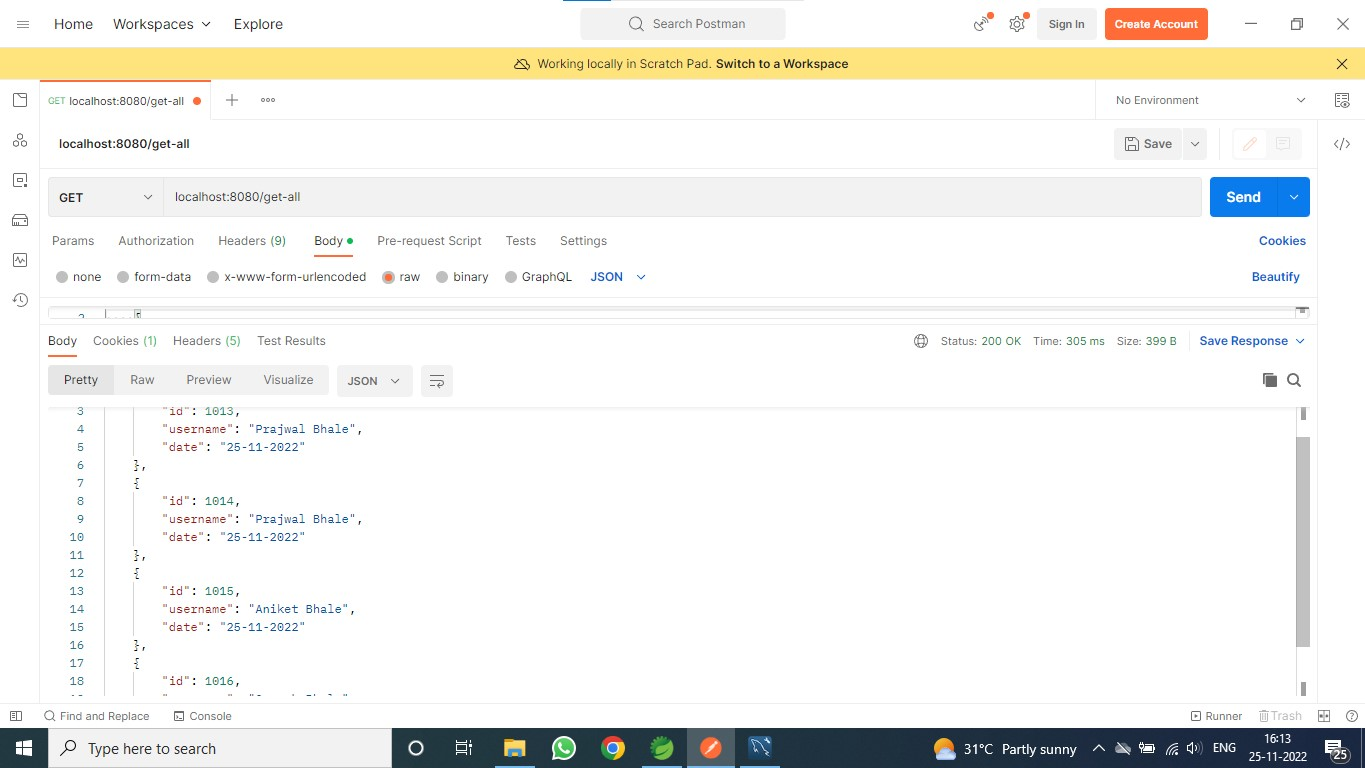 Home Workspaces Explore Search Postman Sign In Create Account
Working locally in Scratch Pad. Switch to a Workspace
GET localhost:8080/get-all No Environment
localhost:8080/get-all Save
GET localhost:8080/get-all Send
Params Authorization Headers (9) Body Pre-request Script Tests Settings Cookies
none form-data x-www-form-urlencoded raw binary GraphQL JSON Beautify
Body Cookies (1) Headers (5) Test Results Status: 200 OK Time: 305 ms Size: 399 B Save Response
Pretty Raw Preview Visualize JSON
3 "id": 1013,
4 "username": "Prajwal Bhale",
5 "date": "25-11-2022"
6 },
7 {
8 "id": 1014,
9 "username": "Prajwal Bhale",
10 "date": "25-11-2022"
11 },
12 {
13 "id": 1015,
14 "username": "Aniket Bhale",
15 "date": "25-11-2022"
16 },
17 {
18 "id": 1016,
Find and Replace Console Runner Trash
Type here to search 31°C Partly sunny ENG 16:13
25-11-2022 25